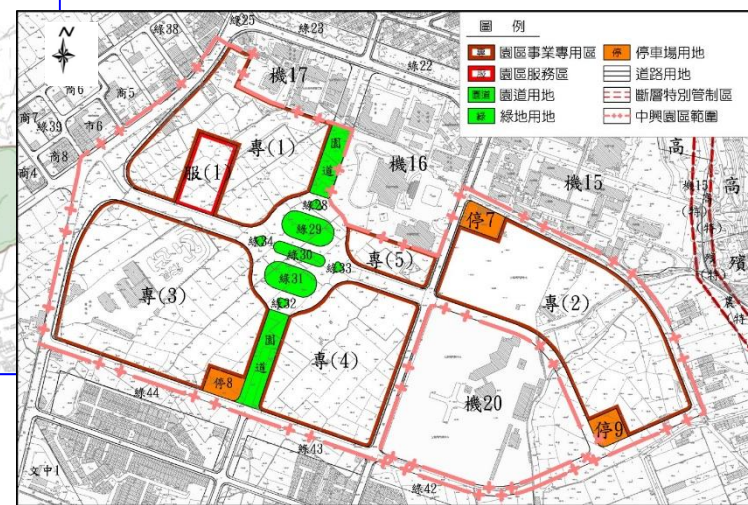 N
圖 例
專 園區事業專用區
停 停車場用地
服 園區服務區
道路用地
園道 園道用地
斷層特別管制區
綠 綠地用地
中興園區範圍
綠25
綠23
綠38
綠22
機17
商6
商5
商7
綠39
市6
商8
商4
專(1)
服(1)
園
道
機16
機15
高
高
綠28
綠29
停7
綠34
綠30
專(5)
綠33
綠31
專(3)
專(2)
綠32
園
道
專(4)
停8
機20
停9
綠44
綠43
文中1
綠42